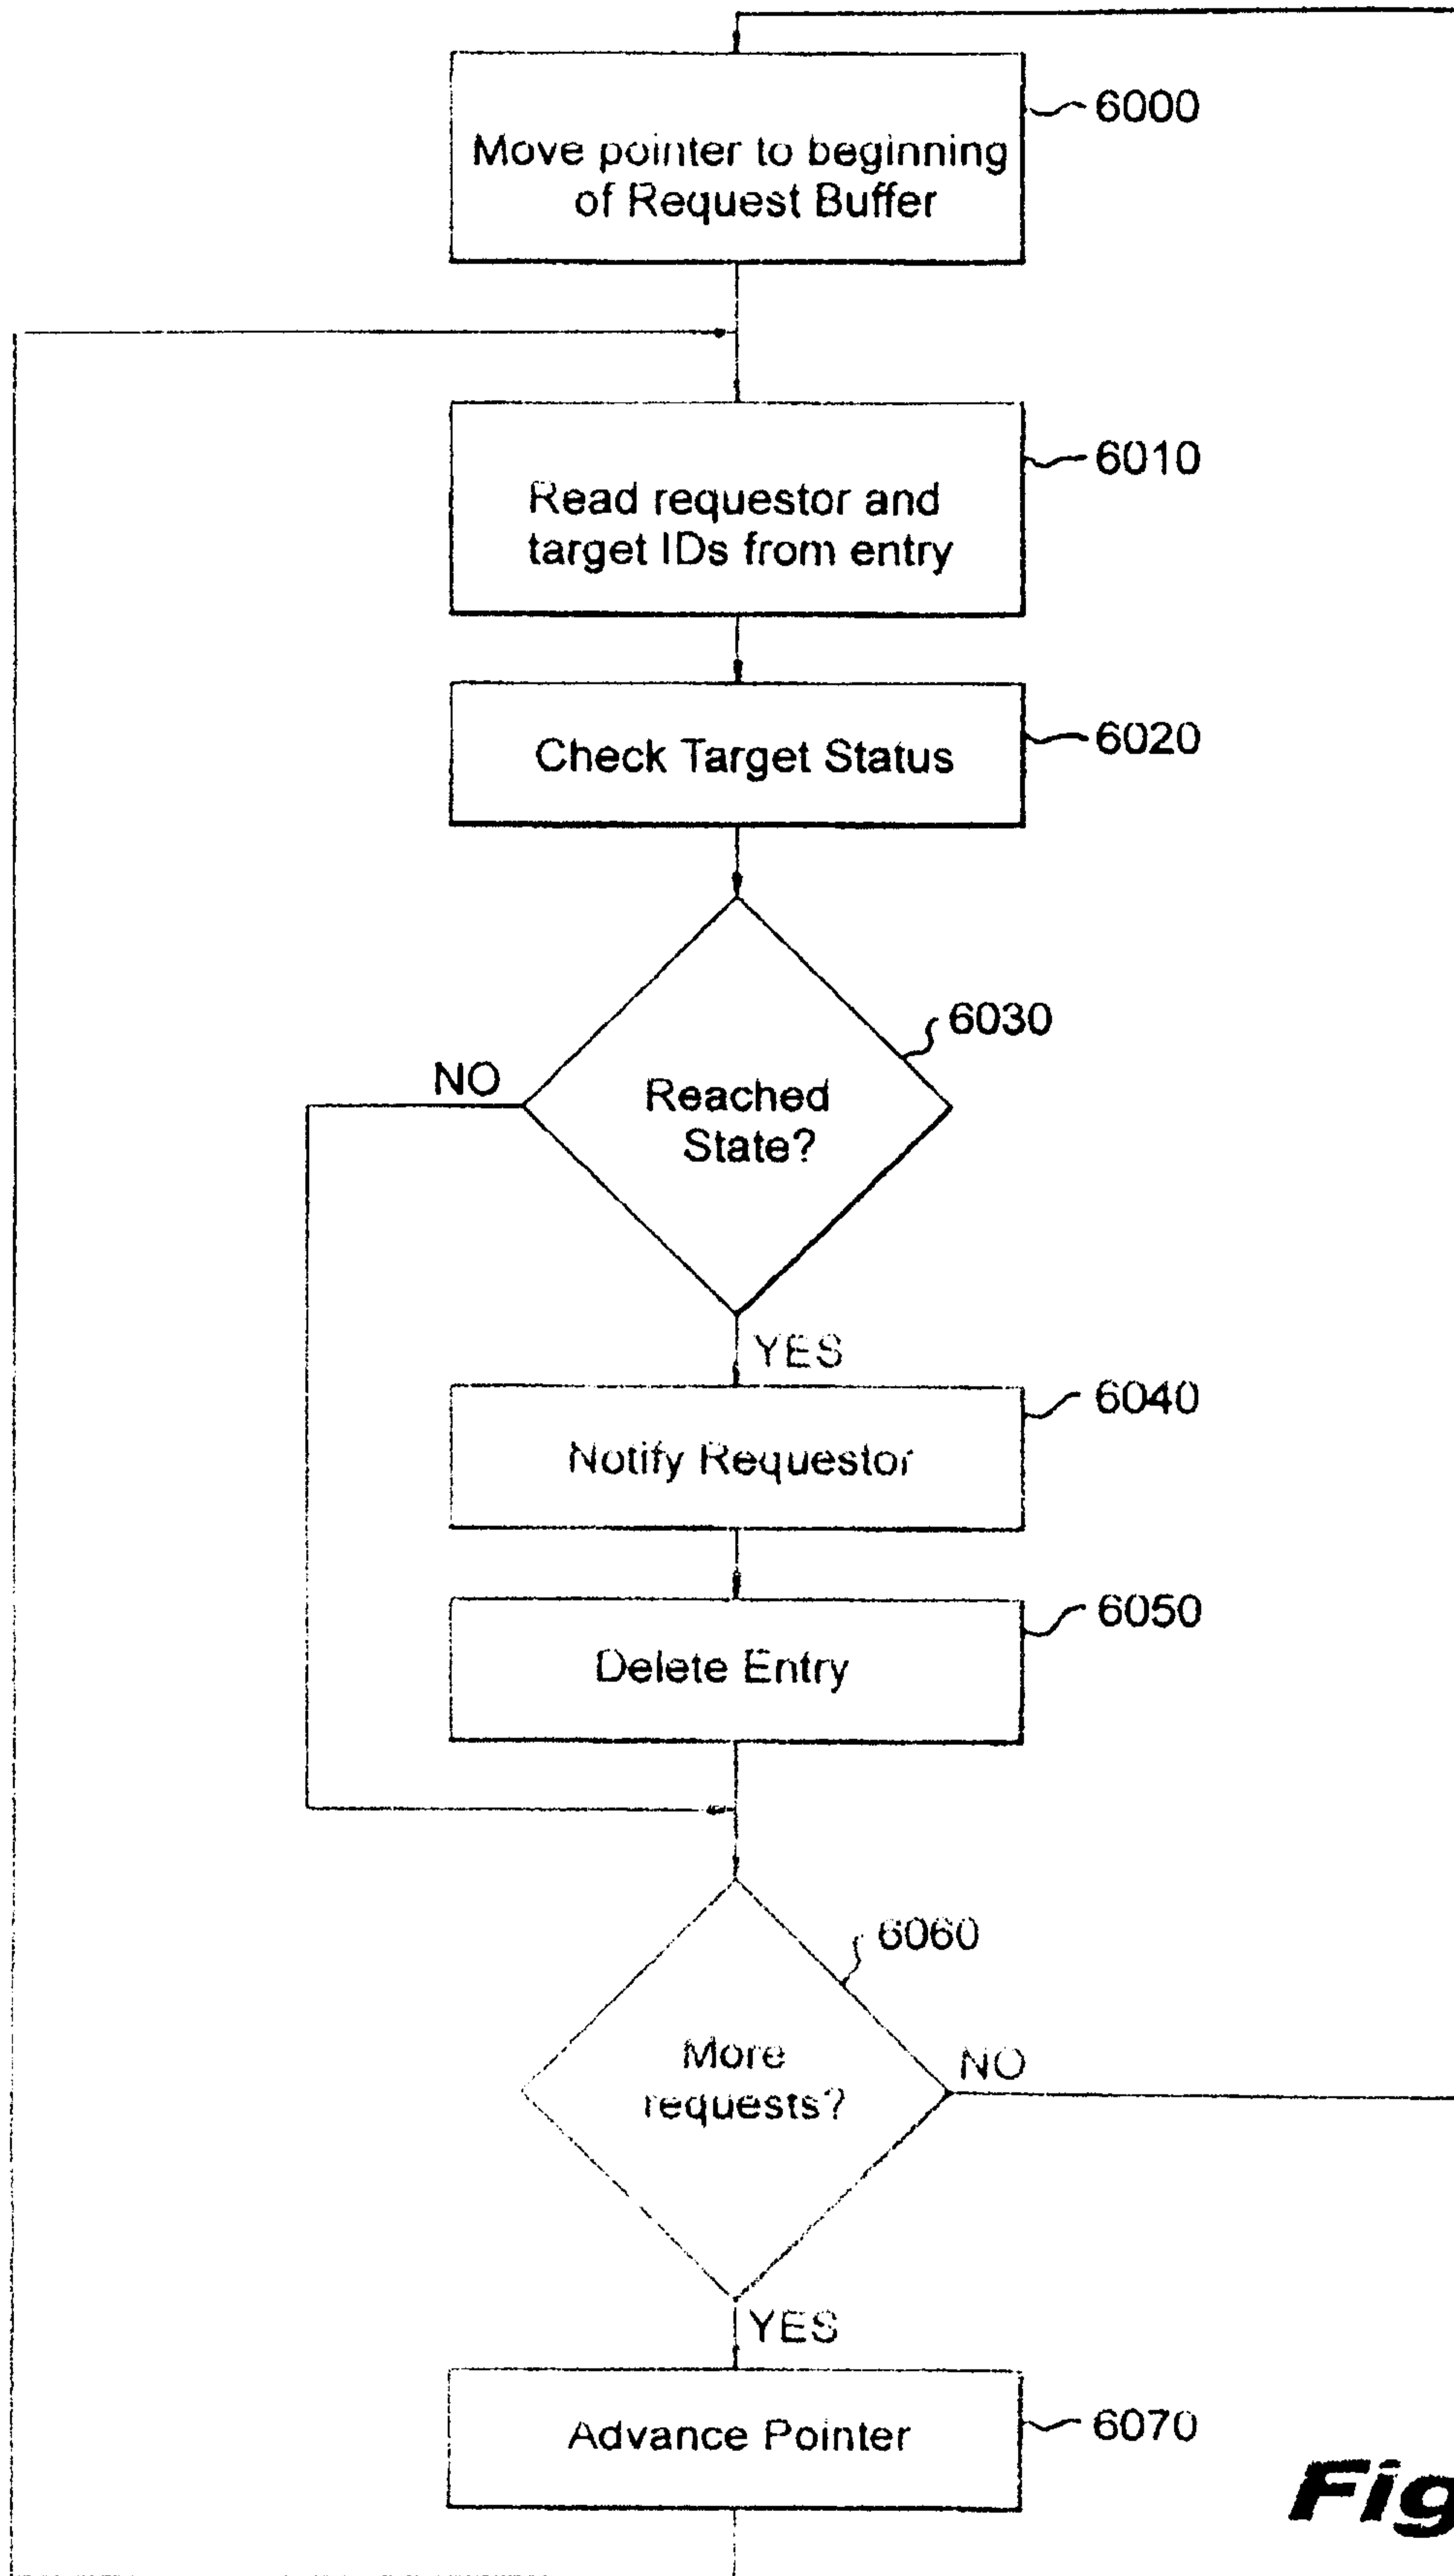 6000
Move pointer to beginning
of Request Buffer
6010
Read requestor and
target IDs from entry
6020
Check Target Status
6030
NO
Reached
State?
YES
6040
Notify Requestor
6050
Delete Entry
6060
More
requests?
NO
YES
6070
Advance Pointer
Fig